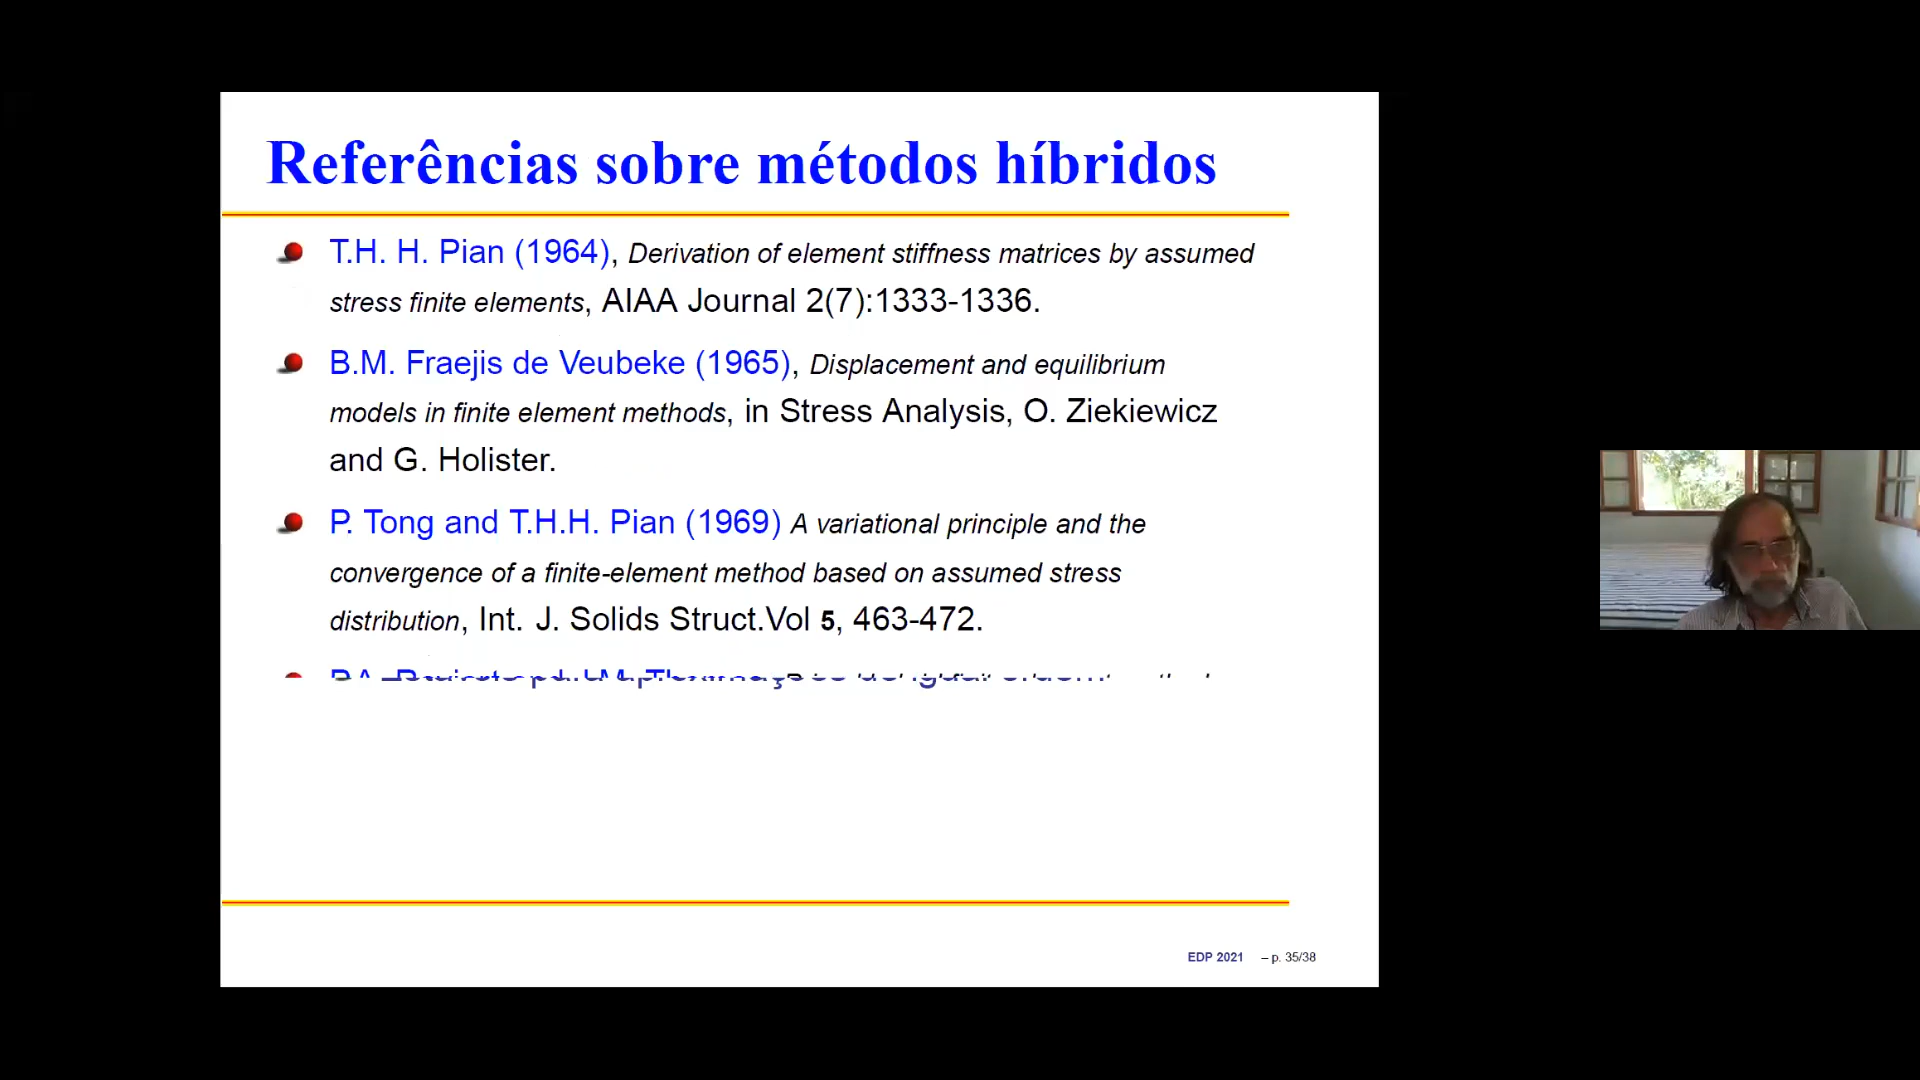 Referências sobre métodos híbridos
T.H. H. Pian (1964), Derivation of element stiffness matrices by assumed
stress finite elements, AIAA Journal 2(7):1333-1336.
B.M. Fraejis de Veubeke (1965), Displacement and equilibrium
models in finite element methods, in Stress Analysis, O. Ziekiewicz
and G. Holister.
P. Tong and T.H.H. Pian (1969) A variational principle and the
convergence of a finite-element method based on assumed stress
distribution, Int. J. Solids Struct.Vol 5, 463-472.
EDP 2021 – p. 35/38